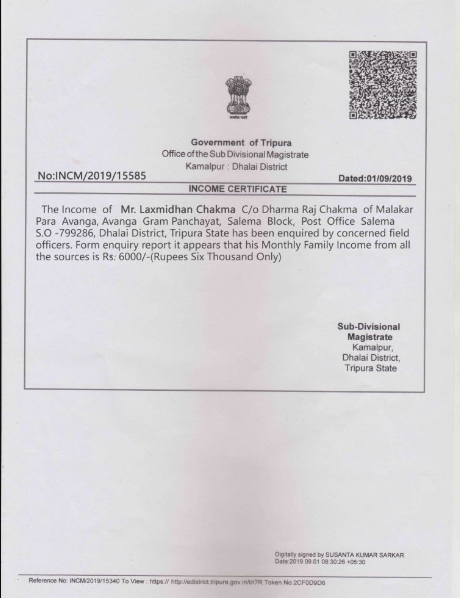 Government of Tripura
Office of the Sub Divisional Magistrate
Kamalpur : Dhalai District
No:INCM/2019/15585
Dated:01/09/2019
INCOME CERTIFICATE
The Income of Mr. Laxmidhan Chakma C/o Dharma Raj Chakma of Malakar
Para Avanga, Avanga Gram Panchayat, Salema Block, Post Office Salema
S.O -799286, Dhalai District, Tripura State has been enquired by concerned field
officers. Form enquiry report it appears that his Monthly Family Income from all
the sources is Rs. 6000/-(Rupees Six Thousand Only)
Sub-Divisional
Magistrate
Kamalpur,
Dhalai District,
Tripura State
Digitally signed by SUSANTA KUMAR SARKAR
Date:2019.09.01 08:30:26 +05:30
Reference No: INCM/2019/15340 To View : https:// http://edistrict.tripura.gov.in/ Token No 2CF0D9D6